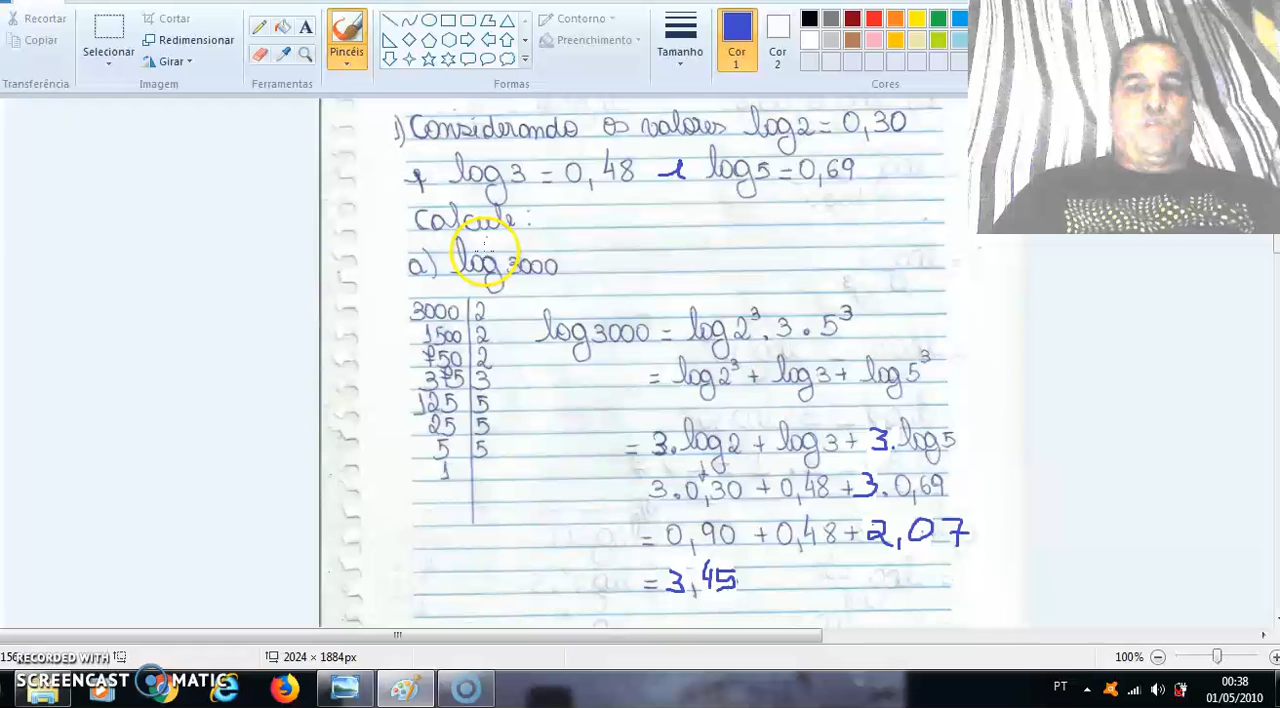 Recortar
Copiar
Transferência
Selecionar
Cortar
Redimensionar
Girar
Imagem
A
Ferramentas
Pincéis
Contorno
Preenchimento
Formas
Tamanho
Cor 1
Cor 2
Cores
1) Considerando os valores log2 = 0,30
+ log3 = 0,48 e log5 = 0,69
Calcule:
a) log3000
3000 2
1500 2
750 2
375 3
125 5
25 5
5 5
1
log3000 = log2³.3.5³
= log2³ + log3 + log5³
= 3.log2 + log3 + 3.log5
3.0,30 + 0,48 + 3.0,69
= 0,90 + 0,48 + 2,07
= 3,45
2024 × 1884px
100%
RECORDED WITH
SCREENCAST MATIC
PT
00:38
01/05/2010